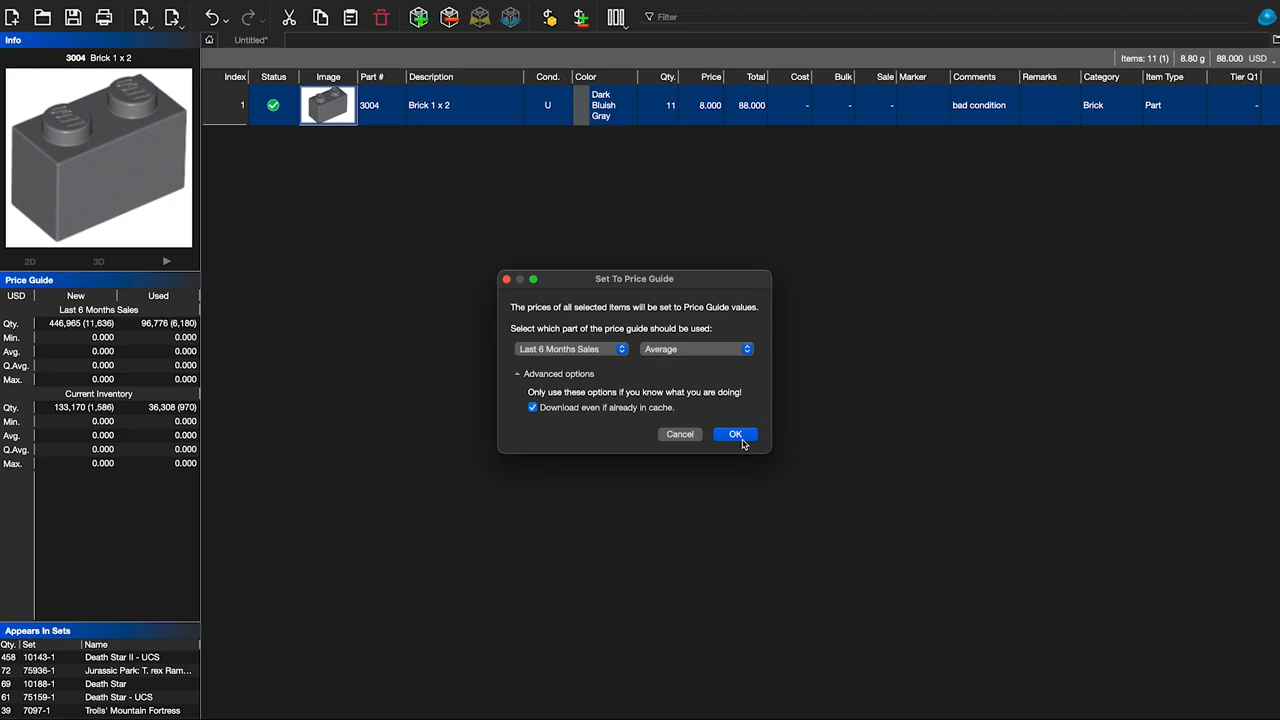 Filter
Info
Untitled*
3004 Brick 1 x 2
Items: 11 (1) 8.80 g 88.000 USD
Index Status Image Part # Description Cond. Color Qty. Price Total Cost Bulk Sale Marker Comments Remarks Category Item Type Tier Q1
1 3004 Brick 1 x 2 U Dark Bluish Gray 11 8.000 88.000 - - - bad condition Brick Part -
2D 3D
Price Guide
USD New Used
Last 6 Months Sales
Qty. 446,965 (11,636) 96,776 (6,180)
Min. 0.000 0.000
Avg. 0.000 0.000
Q.Avg. 0.000 0.000
Max. 0.000 0.000
Current Inventory
Qty. 133,170 (1,586) 36,308 (970)
Min. 0.000 0.000
Avg. 0.000 0.000
Q.Avg. 0.000 0.000
Max. 0.000 0.000
Set To Price Guide
The prices of all selected items will be set to Price Guide values.
Select which part of the price guide should be used:
Last 6 Months Sales Average
Advanced options
Only use these options if you know what you are doing!
Download even if already in cache.
Cancel OK
Appears In Sets
Qty. Set Name
458 10143-1 Death Star II - UCS
72 75936-1 Jurassic Park: T. rex Ram...
69 10188-1 Death Star
61 75159-1 Death Star - UCS
39 7097-1 Trolls' Mountain Fortress